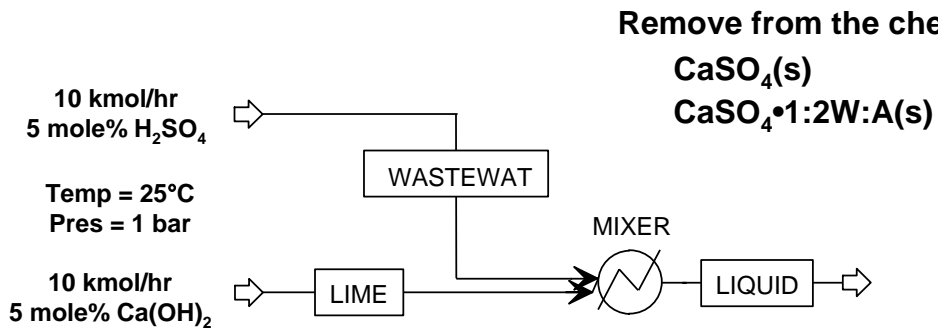 Remove from the che
CaSO₄(s)
CaSO₄•1:2W:A(s)
10 kmol/hr
5 mole% H₂SO₄
WASTEWAT
Temp = 25°C
Pres = 1 bar
MIXER
10 kmol/hr
5 mole% Ca(OH)₂
LIME
LIQUID